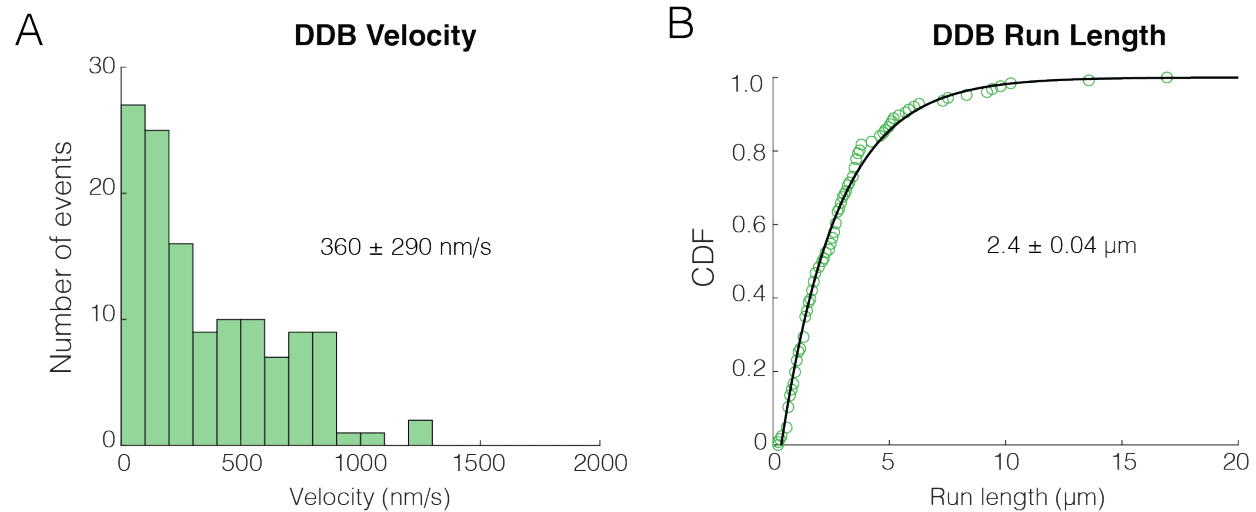 A
DDB Velocity
30
20
10
0
Number of events
360 ± 290 nm/s
0 500 1000 1500 2000
Velocity (nm/s)
B
DDB Run Length
1.0
0.8
0.6
0.4
0.2
0
CDF
2.4 ± 0.04 µm
0 5 10 15 20
Run length (µm)